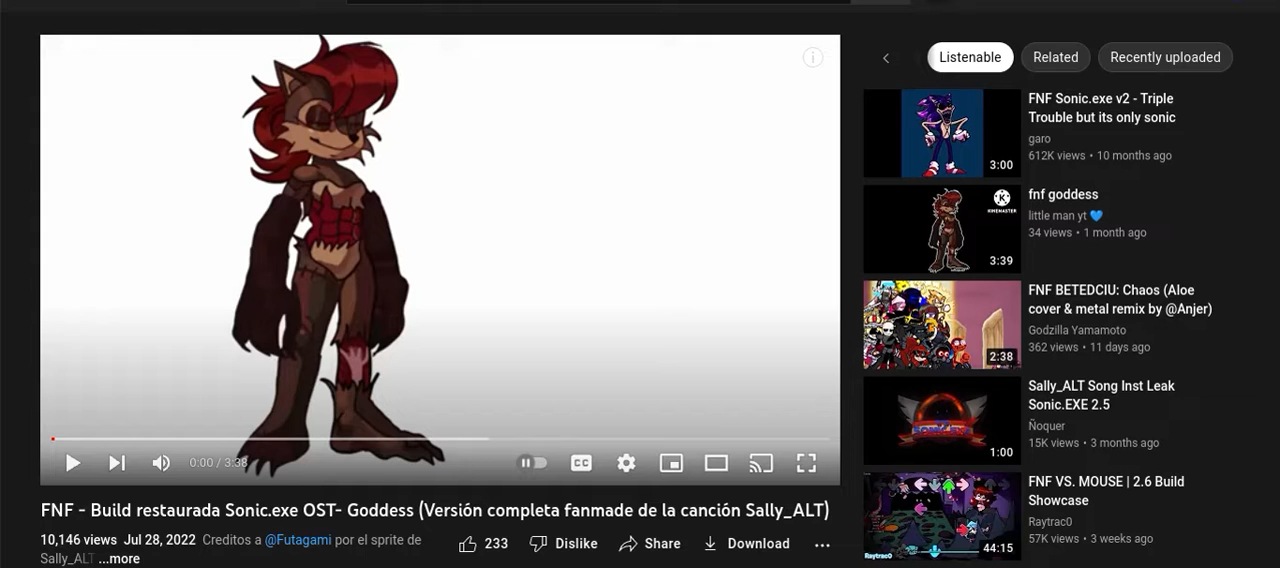 0:00 / 3:38
CC
FNF - Build restaurada Sonic.exe OST- Goddess (Versión completa fanmade de la canción Sally_ALT)
10,146 views Jul 28, 2022 Creditos a @Futagami por el sprite de
Sally_ALT ...more
233
Dislike
Share
Download
Listenable
Related
Recently uploaded
3:00
FNF Sonic.exe v2 - Triple
Trouble but its only sonic
garo
612K views • 10 months ago
KINEMASTER
3:39
fnf goddess
little man yt 💙
34 views • 1 month ago
2:38
FNF BETEDCIU: Chaos (Aloe
cover & metal remix by @Anjer)
Godzilla Yamamoto
362 views • 11 days ago
1:00
Sally_ALT Song Inst Leak
Sonic.EXE 2.5
Ñoquer
15K views • 3 months ago
Raytrac0
44:15
FNF VS. MOUSE | 2.6 Build
Showcase
Raytrac0
57K views • 3 weeks ago